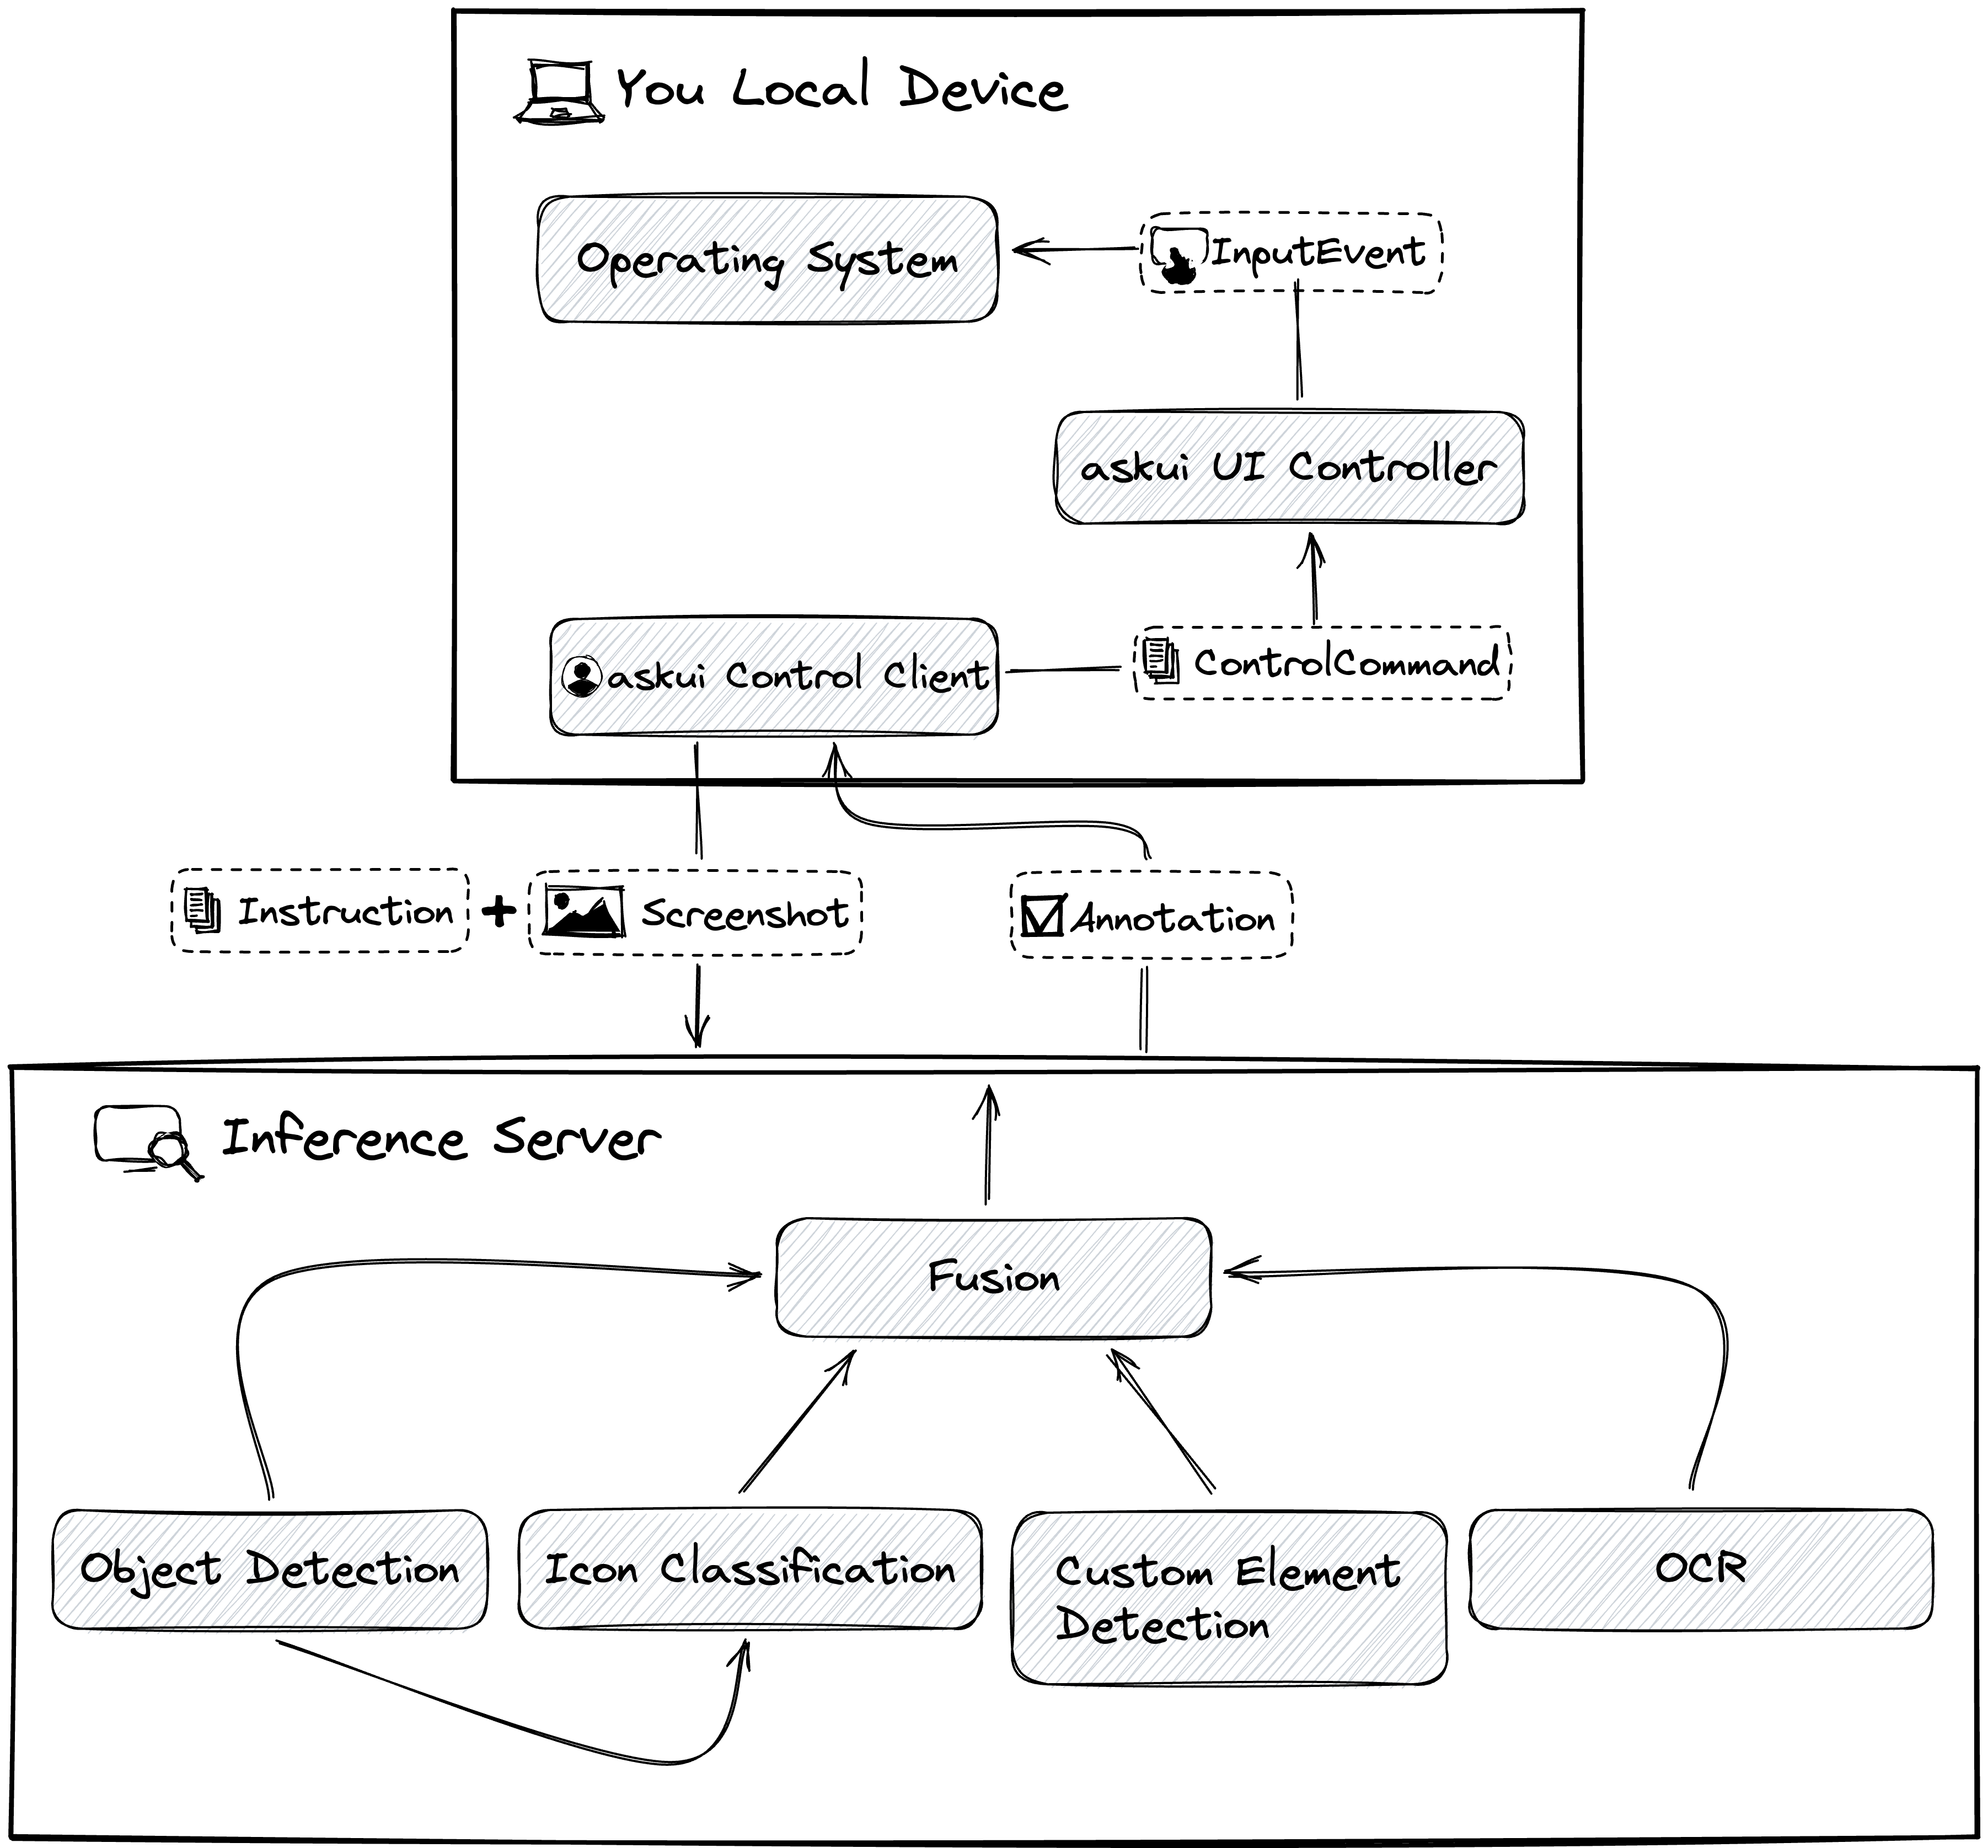 You Local Device
Operating System
InputEvent
askui UI Controller
askui Control Client
ControlCommand
Instruction + Screenshot
Annotation
Inference Server
Fusion
Object Detection
Icon Classification
Custom Element
Detection
OCR